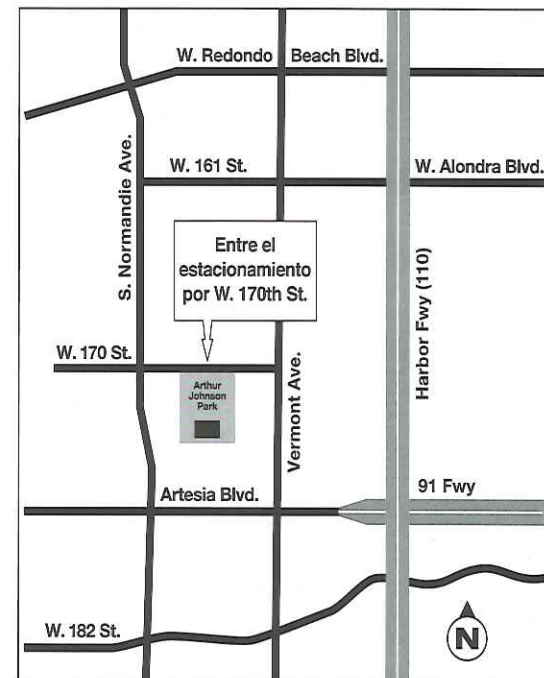 W. Redondo Beach Blvd.
S. Normandie Ave.
W. 161 St.
W. Alondra Blvd.
Entre el
estacionamiento
por W. 170th St.
Harbor Fwy (110)
W. 170 St.
Arthur
Johnson
Park
Vermont Ave.
Artesia Blvd.
91 Fwy
W. 182 St.
N